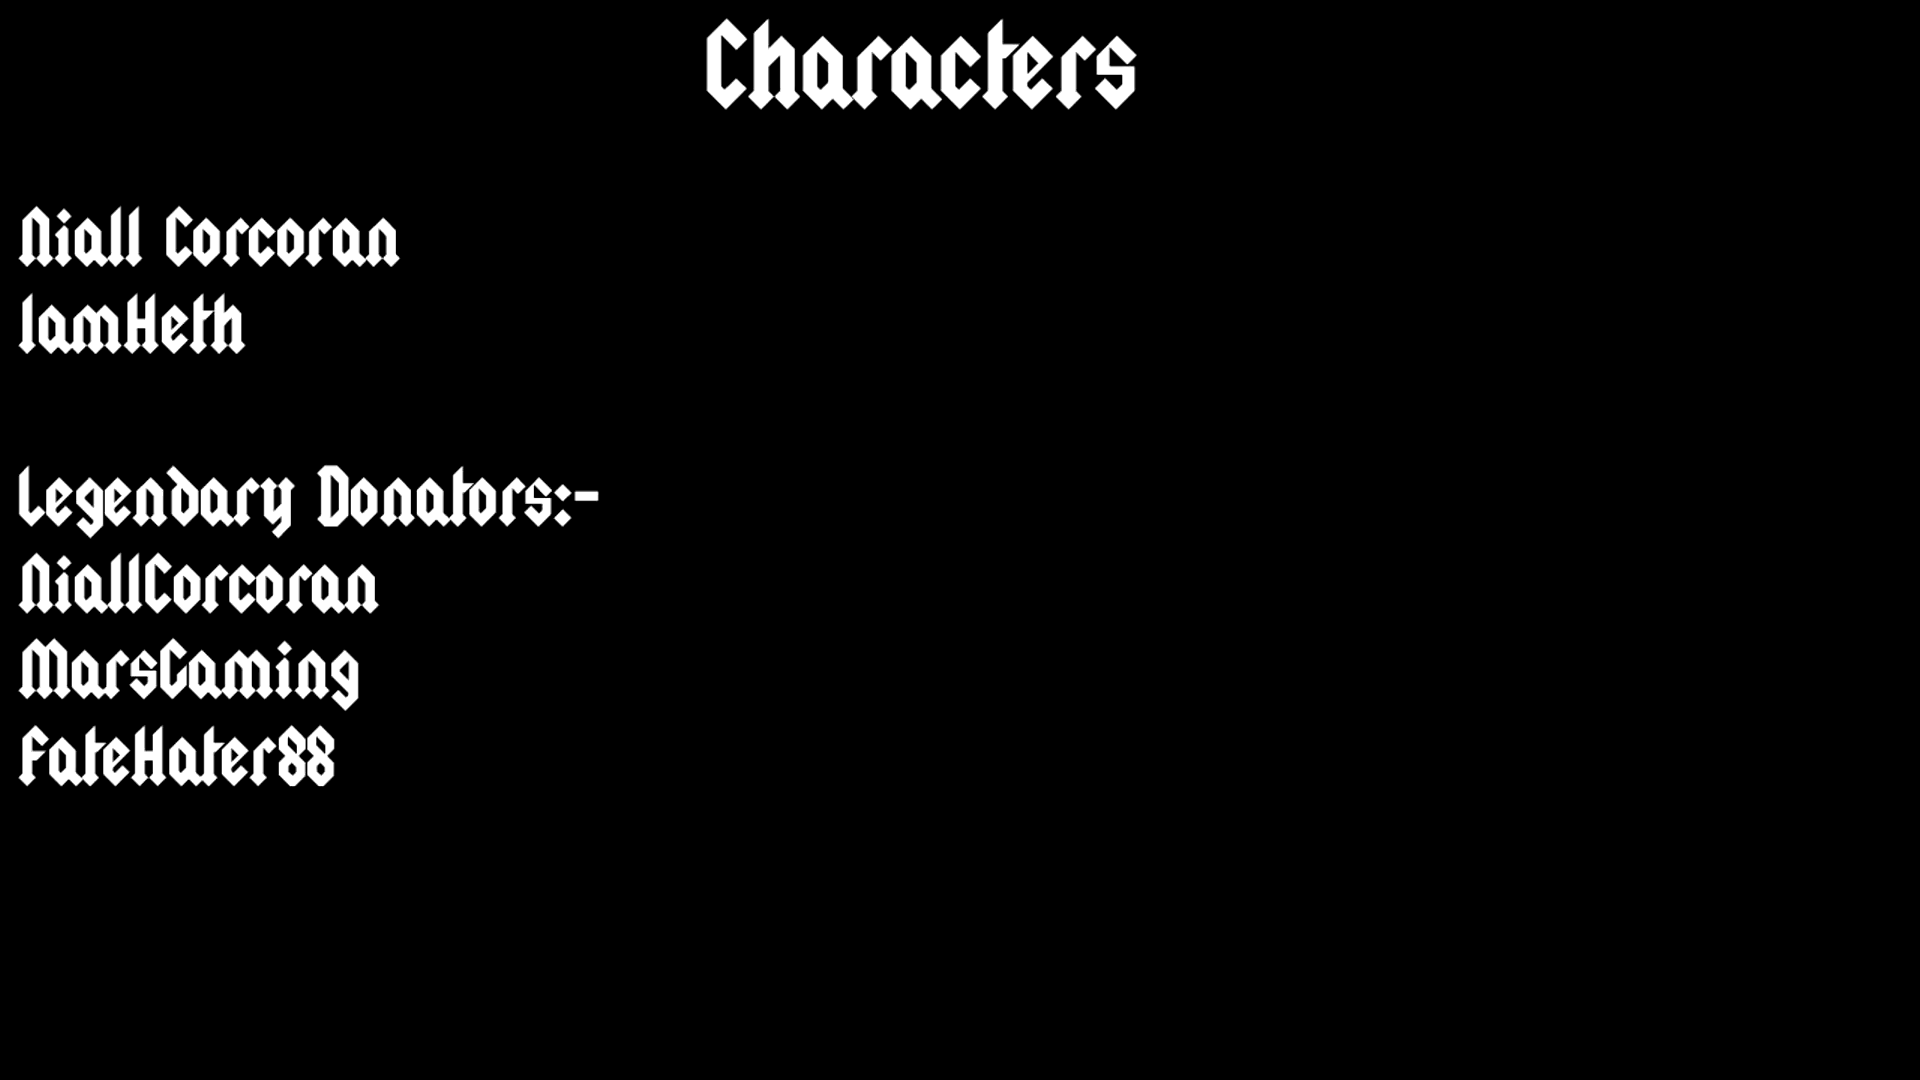 Characters
Niall Corcoran
IamHeth
Legendary Donators:-
NiallCorcoran
MarsGaming
FateHater88